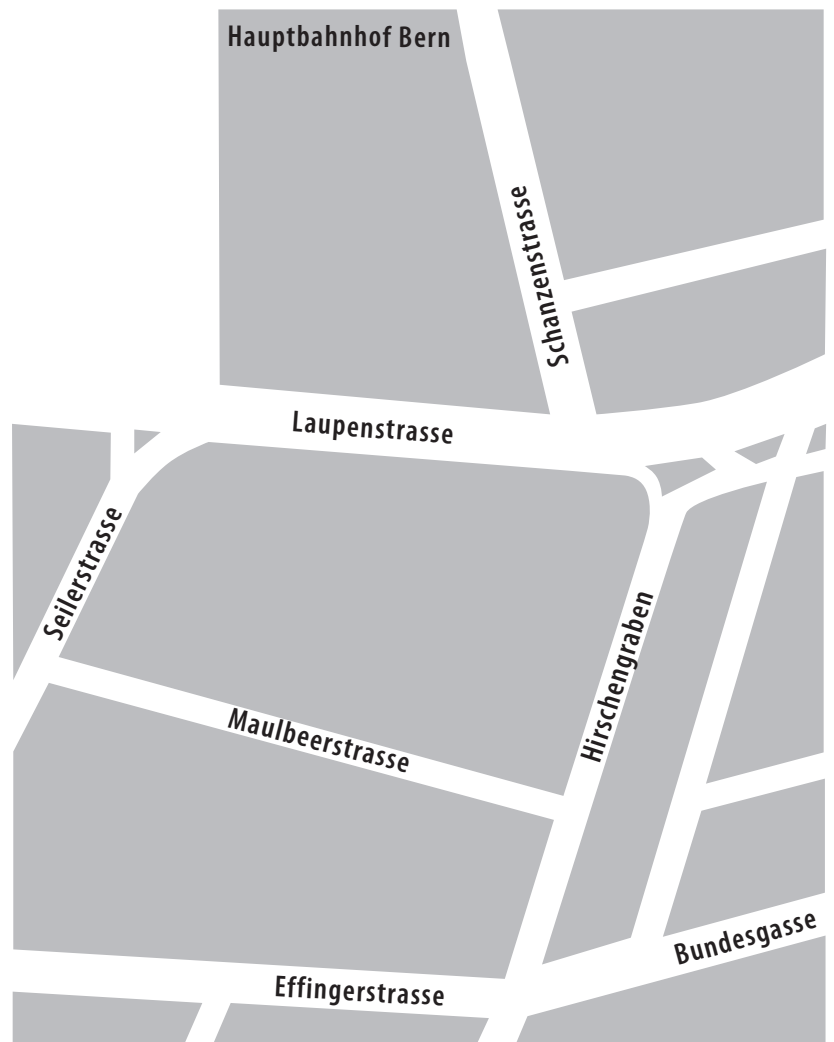 Hauptbahnhof Bern
Schanzenstrasse
Laupenstrasse
Seilerstrasse
Hirschengraben
Maulbeerstrasse
Bundesgasse
Effingerstrasse